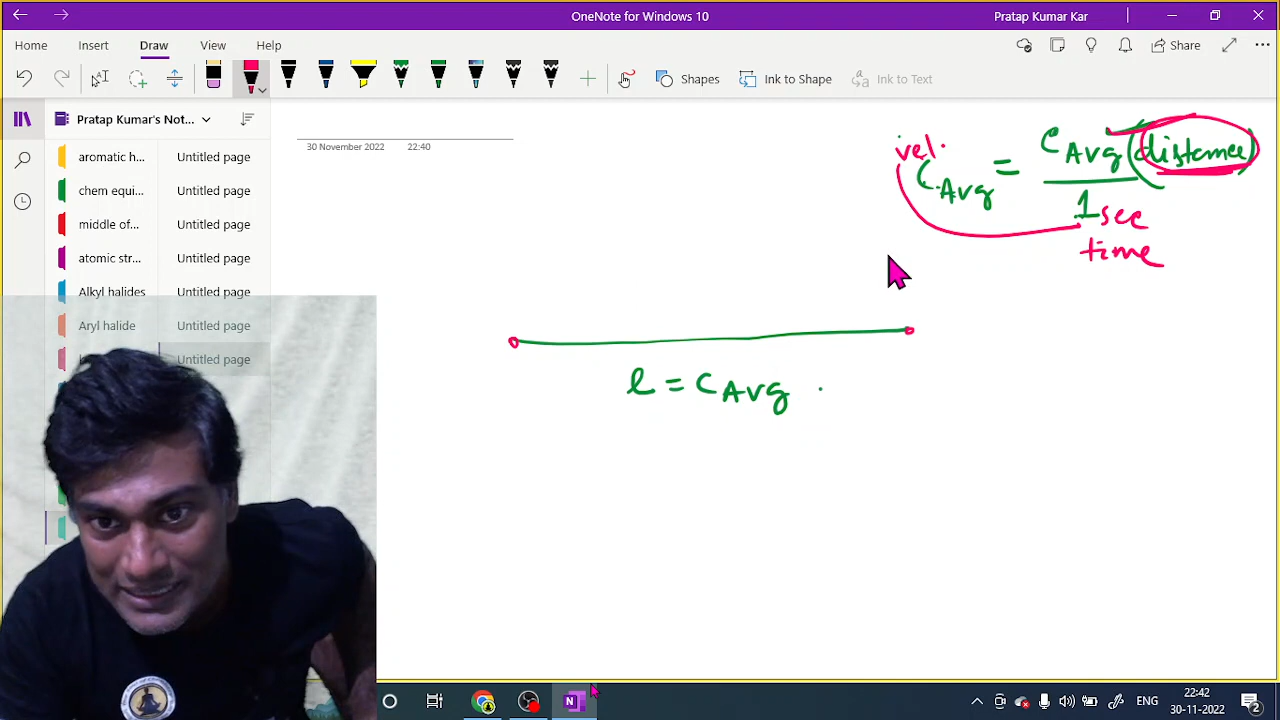 OneNote for Windows 10
Pratap Kumar Kar
Home Insert Draw View Help
Share
Shapes
Ink to Shape
Ink to Text
Pratap Kumar's Not...
aromatic h... Untitled page
chem equi... Untitled page
middle of... Untitled page
atomic str... Untitled page
Alkyl halides Untitled page
Aryl halide Untitled page
Untitled page
30 November 2022 22:40
vel.
CAvg = CAvg (distance)
1 sec
time
l = CAvg .
ENG
22:42
30-11-2022
2